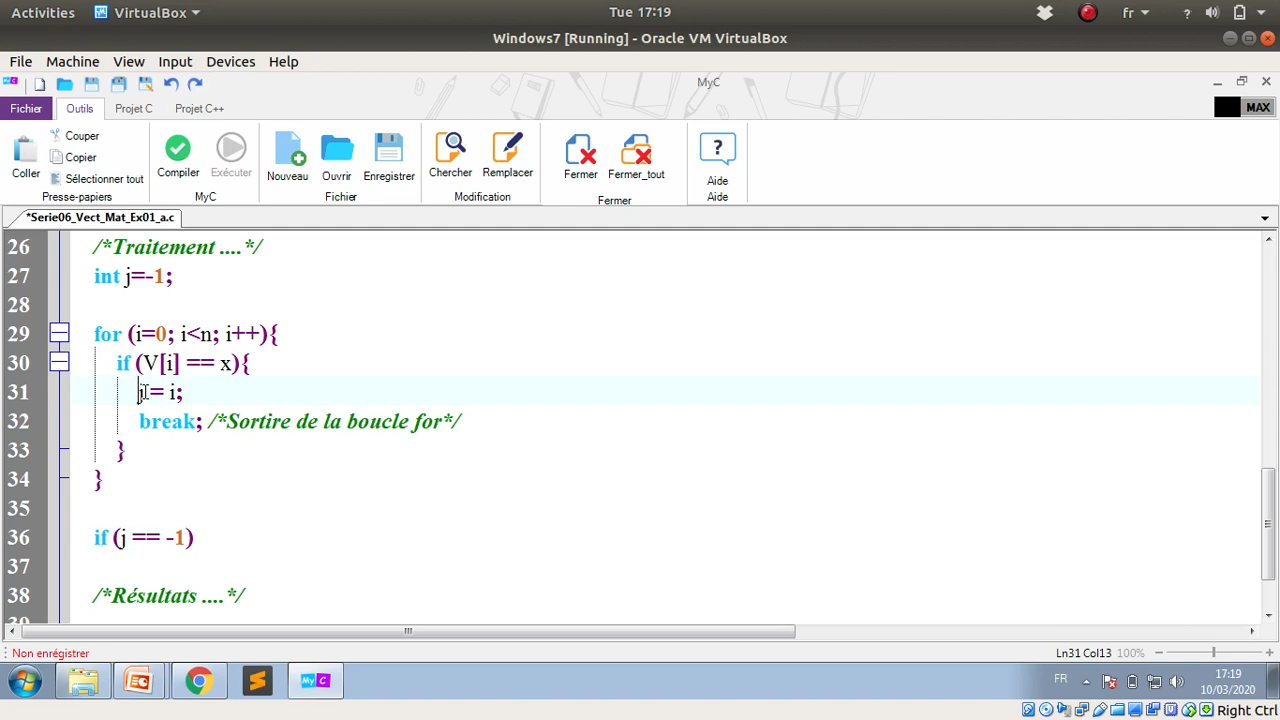 Activities VirtualBox Tue 17:19 fr ?
Windows7 [Running] - Oracle VM VirtualBox
File Machine View Input Devices Help
MyC
Fichier Outils Projet C Projet C++ MAX
Couper
Copier
Coller Sélectionner tout Compiler Exécuter Nouveau Ouvrir Enregistrer Chercher Remplacer Fermer Fermer_tout Aide
Presse-papiers MyC Fichier Modification Fermer Aide
*Serie06_Vect_Mat_Ex01_a.c
26 /*Traitement ....*/
27 int j=-1;
28
29 for (i=0; i<n; i++){
30 if (V[i] == x){
31 j = i;
32 break; /*Sortire de la boucle for*/
33 }
34 }
35
36 if (j == -1)
37
38 /*Résultats ....*/
Non enrégistrer Ln31 Col13 100%
MyC FR 17:19
10/03/2020
Right Ctrl